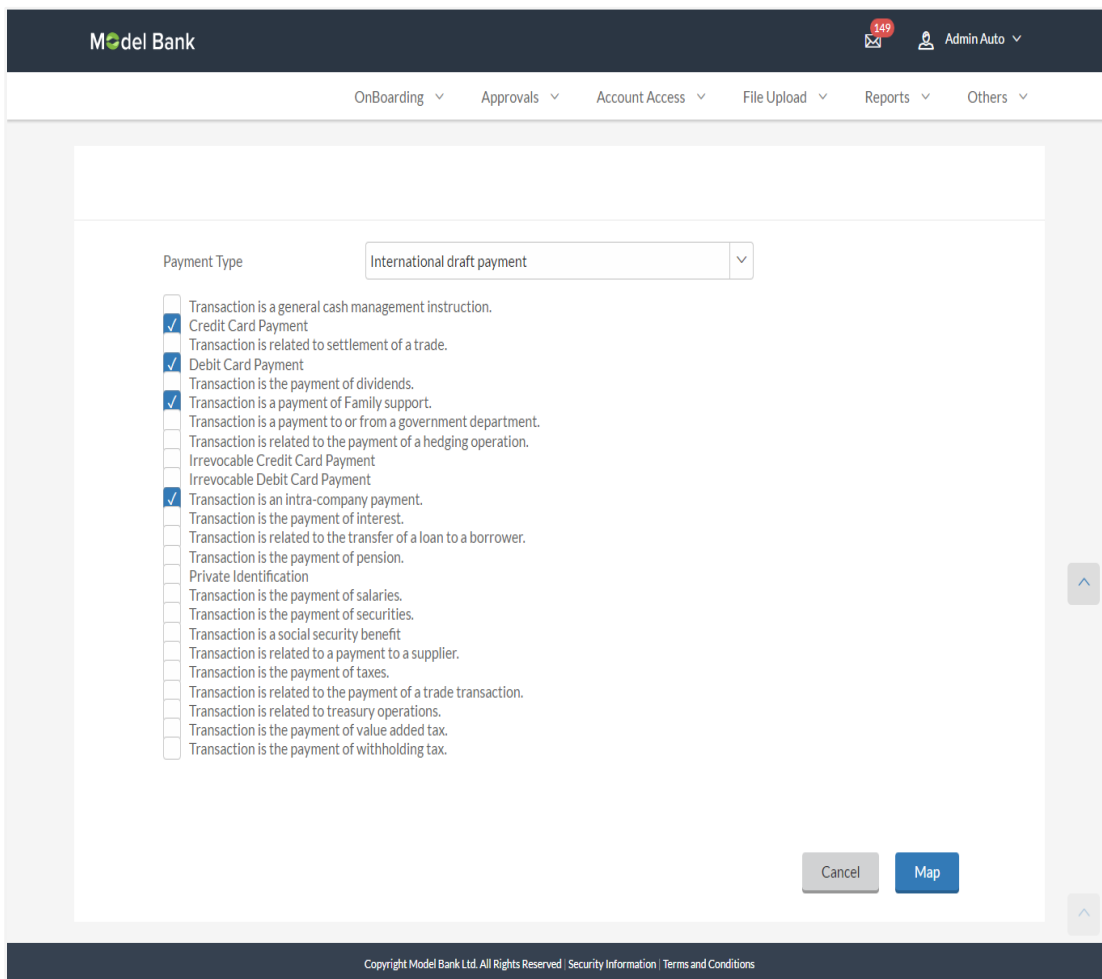 Model Bank
149
Admin Auto
OnBoarding Approvals Account Access File Upload Reports Others
Payment Type International draft payment
Transaction is a general cash management instruction.
Credit Card Payment
Transaction is related to settlement of a trade.
Debit Card Payment
Transaction is the payment of dividends.
Transaction is a payment of Family support.
Transaction is a payment to or from a government department.
Transaction is related to the payment of a hedging operation.
Irrevocable Credit Card Payment
Irrevocable Debit Card Payment
Transaction is an intra-company payment.
Transaction is the payment of interest.
Transaction is related to the transfer of a loan to a borrower.
Transaction is the payment of pension.
Private Identification
Transaction is the payment of salaries.
Transaction is the payment of securities.
Transaction is a social security benefit
Transaction is related to a payment to a supplier.
Transaction is the payment of taxes.
Transaction is related to the payment of a trade transaction.
Transaction is related to treasury operations.
Transaction is the payment of value added tax.
Transaction is the payment of withholding tax.
Cancel Map
Copyright Model Bank Ltd. All Rights Reserved | Security Information | Terms and Conditions